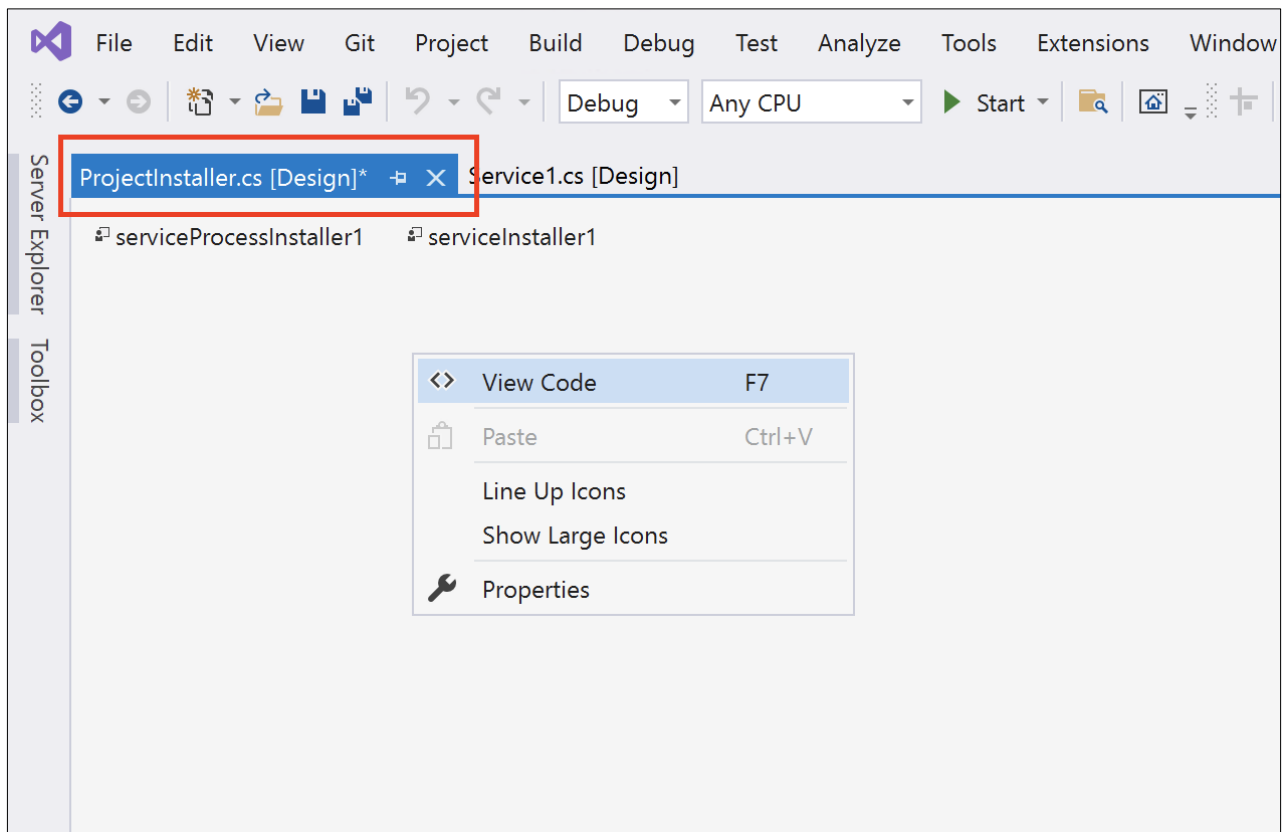 File Edit View Git Project Build Debug Test Analyze Tools Extensions Window
Debug Any CPU Start
ProjectInstaller.cs [Design]* Service1.cs [Design]
Server Explorer
Toolbox
serviceProcessInstaller1 serviceInstaller1
View Code F7
Paste Ctrl+V
Line Up Icons
Show Large Icons
Properties